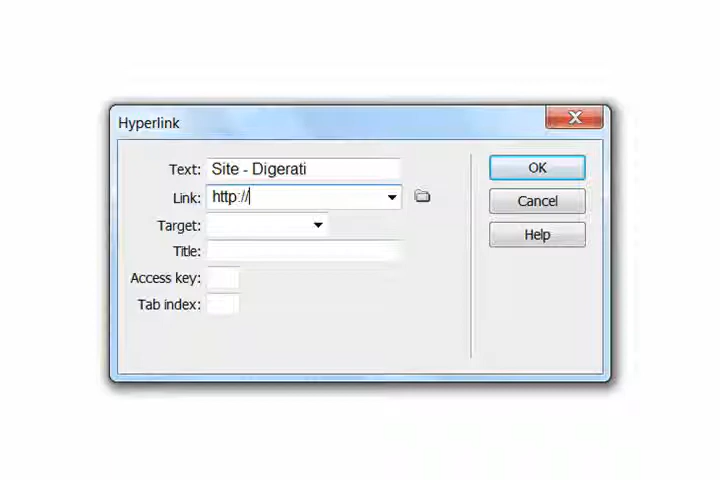 Hyperlink
Text: Site - Digerati
OK
Link: http://
Cancel
Target:
Help
Title:
Access key:
Tab index: